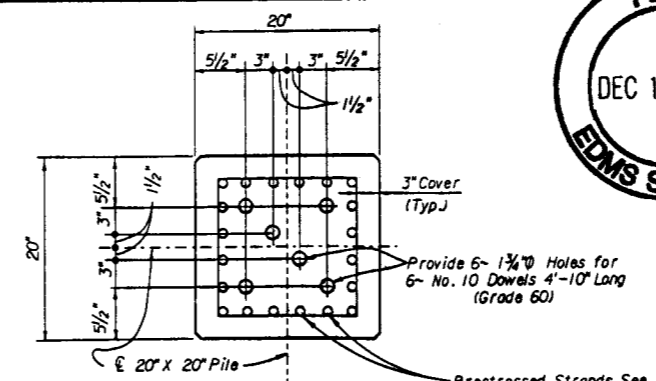 20"
5½" 3" 3" 5½"
1½"
DEC 1
EDMS S
5½"
1½"
3"
20"
3"
5½"
3" Cover
(Typ.)
Provide 6~ 1¾"Φ Holes for
6~ No. 10 Dowels 4'-10" Long
(Grade 60)
℄ 20" X 20" Pile
Prestressed Strands See